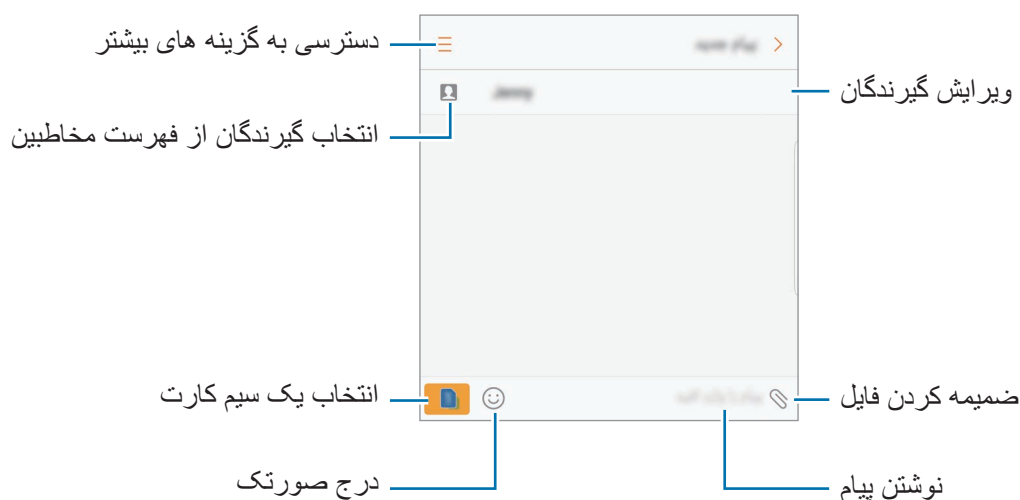 دسترسی به گزینه های بیشتر
ویرایش گیرندگان
انتخاب گیرندگان از فهرست مخاطبین
انتخاب یک سیم کارت
ضمیمه کردن فایل
درج صورتک
نوشتن پیام